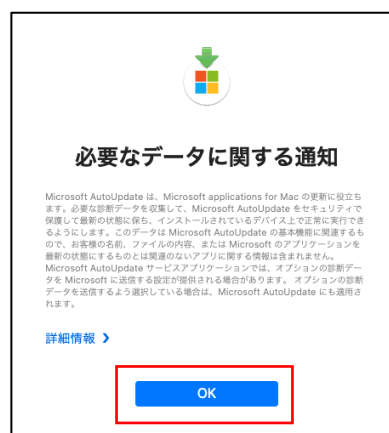 必要なデータに関する通知
Microsoft AutoUpdate は、Microsoft applications for Mac の更新に役立ち
ます。必要な診断データを収集して、Microsoft AutoUpdate をセキュリティで
保護して最新の状態に保ち、インストールされているデバイス上で正常に実行でき
るようにします。このデータは Microsoft AutoUpdate の基本機能に関連するも
ので、お客様の名前、ファイルの内容、または Microsoft のアプリケーションを
最新の状態にするものとは関連のないアプリに関する情報は含まれません。
Microsoft AutoUpdate サービスアプリケーションでは、オプションの診断デー
タを Microsoft に送信する設定が提供される場合があります。 オプションの診断
データを送信するよう選択している場合は、Microsoft AutoUpdate にも適用さ
れます。
詳細情報 ❯
OK